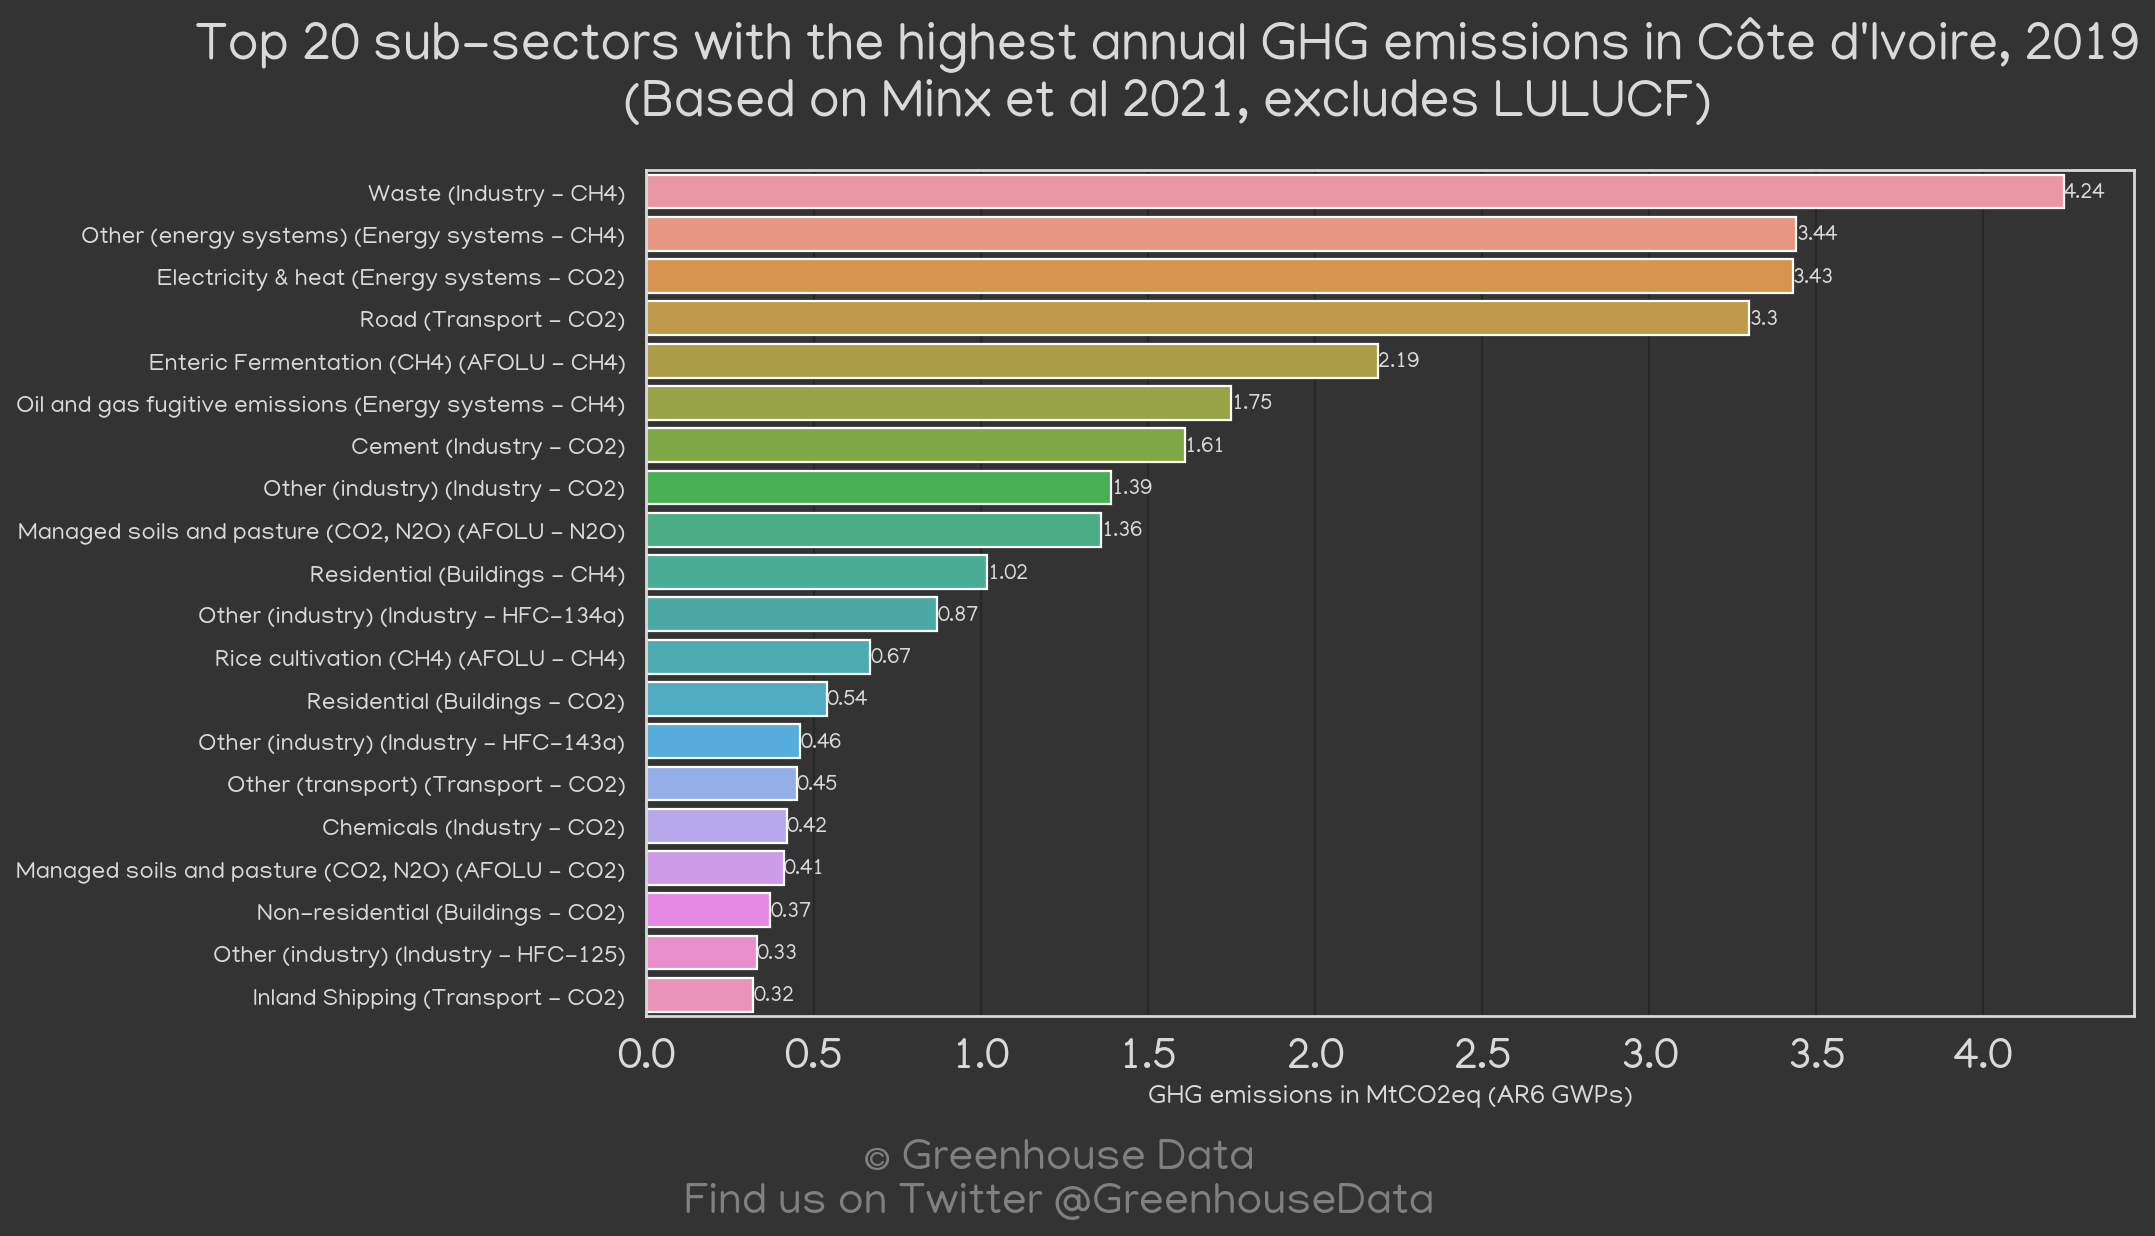 Top 20 sub-sectors with the highest annual GHG emissions in Côte d'Ivoire, 2019
(Based on Minx et al 2021, excludes LULUCF)
Waste (Industry - CH4) 4.24
Other (energy systems) (Energy systems - CH4) 3.44
Electricity & heat (Energy systems - CO2) 3.43
Road (Transport - CO2) 3.3
Enteric Fermentation (CH4) (AFOLU - CH4) 2.19
Oil and gas fugitive emissions (Energy systems - CH4) 1.75
Cement (Industry - CO2) 1.61
Other (industry) (Industry - CO2) 1.39
Managed soils and pasture (CO2, N2O) (AFOLU - N2O) 1.36
Residential (Buildings - CH4) 1.02
Other (industry) (Industry - HFC-134a) 0.87
Rice cultivation (CH4) (AFOLU - CH4) 0.67
Residential (Buildings - CO2) 0.54
Other (industry) (Industry - HFC-143a) 0.46
Other (transport) (Transport - CO2) 0.45
Chemicals (Industry - CO2) 0.42
Managed soils and pasture (CO2, N2O) (AFOLU - CO2) 0.41
Non-residential (Buildings - CO2) 0.37
Other (industry) (Industry - HFC-125) 0.33
Inland Shipping (Transport - CO2) 0.32
0.0 0.5 1.0 1.5 2.0 2.5 3.0 3.5 4.0
GHG emissions in MtCO2eq (AR6 GWPs)
© Greenhouse Data
Find us on Twitter @GreenhouseData